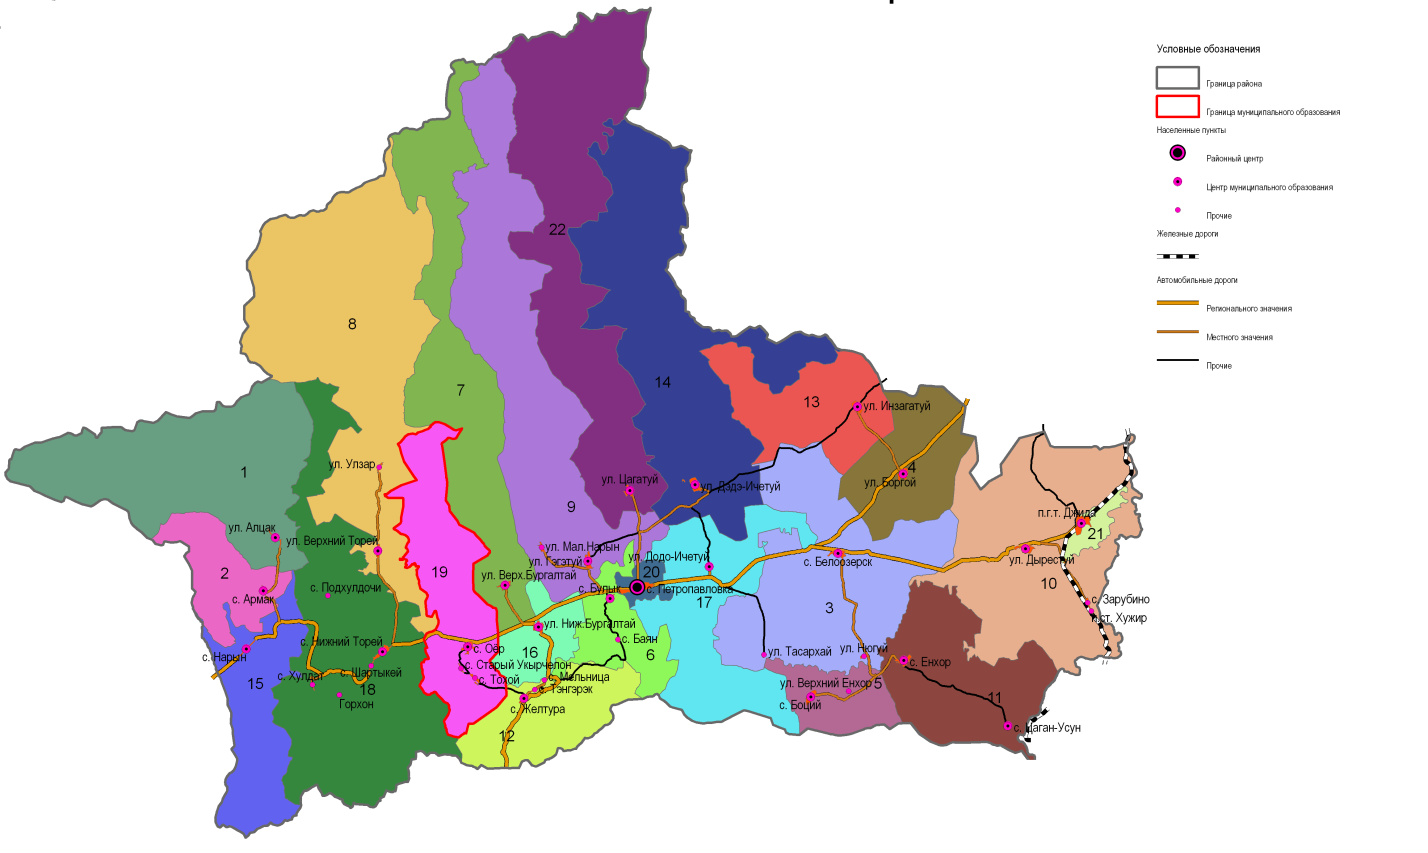 Условные обозначения
Граница района
Граница муниципального образования
Населенные пункты
Районный центр
Центр муниципального образования
Прочие
Железные дороги
Автомобильные дороги
Регионального значения
Местного значения
Прочие
22
8
14
7
13
ул. Инзагатуй
4
ул. Боргой
ул. Улзар
1
ул. Цагатуй
ул. Дэдэ-Ичетуй
9
п.г.т. Джида
21
ул. Алцак
ул. Верхний Торей
ул. Мал.Нарын
ул. Гэгэтуй
ул. Додо-Ичетуй
с. Белоозерск
ул. Дырестуй
2
19
ул. Верх.Бургалтай
20
10
с. Армак
с. Подхулдочи
с. Булык
с. Петропавловка
17
3
с. Зарубино
п.ст. Хужир
ул. Ниж.Бургалтай
с. Баян
с. Нижний Торей
с. Нарын
с. Оёр
16
6
ул. Тасархай
ул. Нюгуй
с. Енхор
с. Старый Укырчелон
с. Шартыкей
с. Хулдат
с. Тохой
с. Мельница
с. Тэнгэрэк
15
18
ул. Верхний Енхор
5
11
Горхон
с. Желтура
с. Боций
с. Цаган-Усун
12